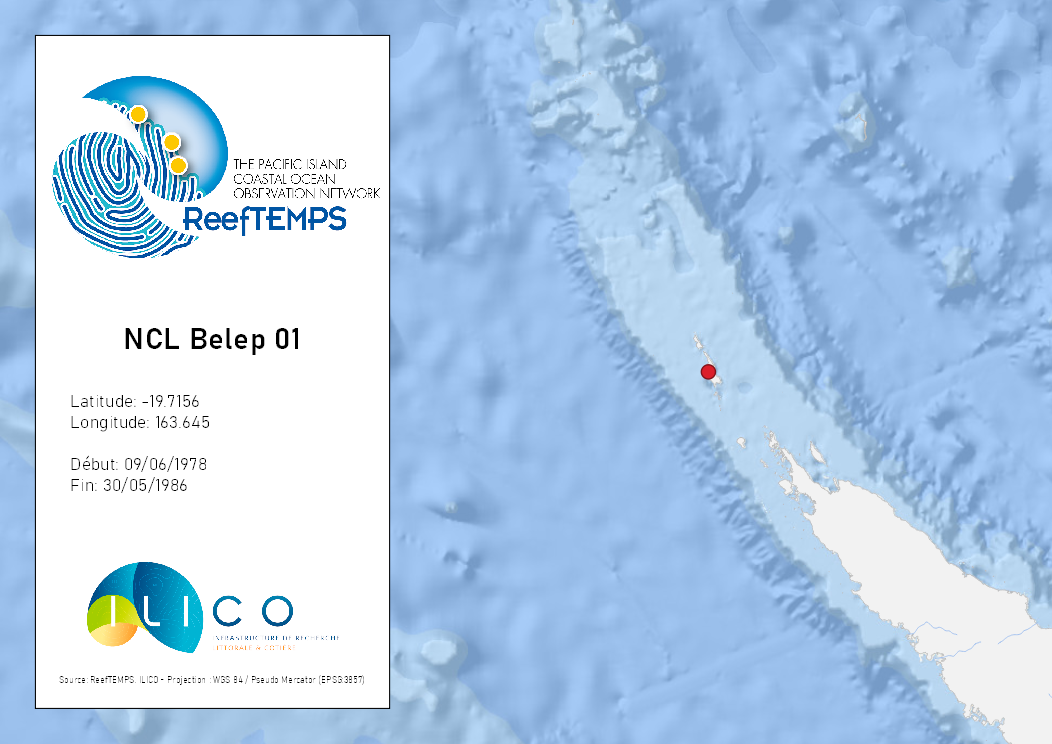 THE PACIFIC ISLAND
COASTAL OCEAN
OBSERVATION NETWORK
ReefTEMPS
NCL Belep 01
Latitude: -19.7156
Longitude: 163.645
Début: 09/06/1978
Fin: 30/05/1986
ILICO
INFRASTRUCTURE DE RECHERCHE
LITTORALE & COTIERE
Source: ReefTEMPS, ILICO - Projection : WGS 84 / Pseudo Mercator (EPSG:3857)